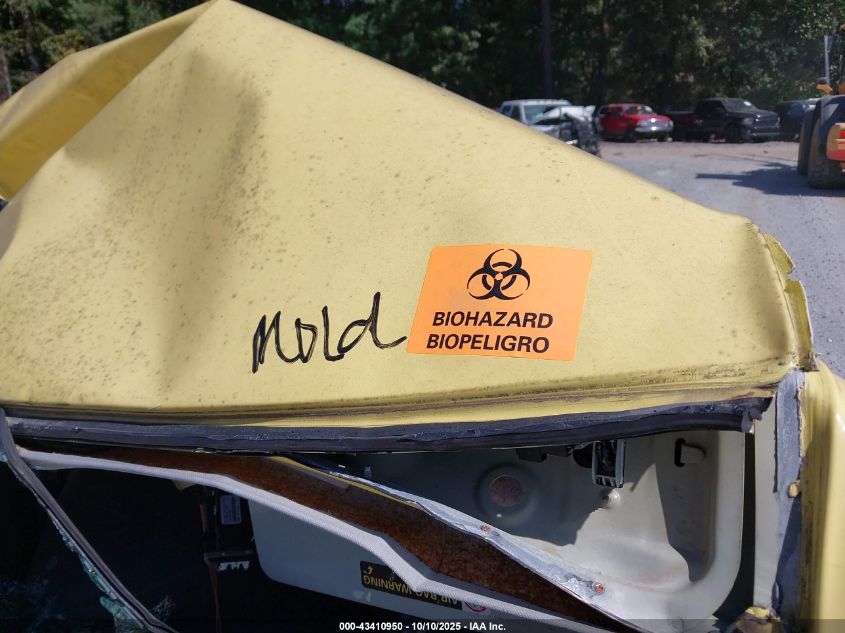 BIOHAZARD
Mold BIOPELIGRO
AIR BAG WARNING
000-43410950 - 10/10/2025 - IAA Inc.